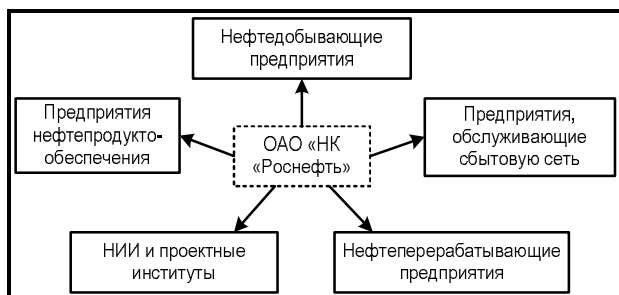 Нефтедобывающие
предприятия
Предприятия
нефтепродукто-
обеспечения
ОАО «НК
«Роснефть»
Предприятия,
обслуживающие
сбытовую сеть
НИИ и проектные
институты
Нефтеперерабатывающие
предприятия